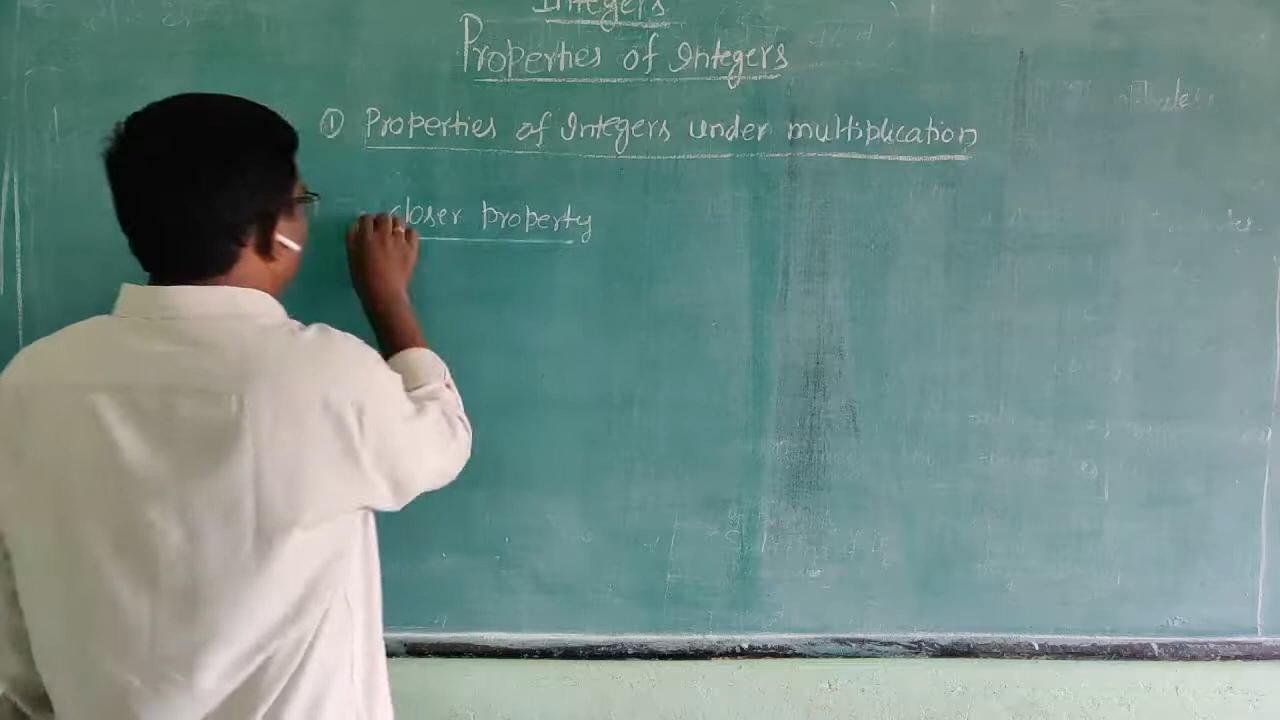 Integers
Properties of Integers
① Properties of Integers under multiplication
closer property